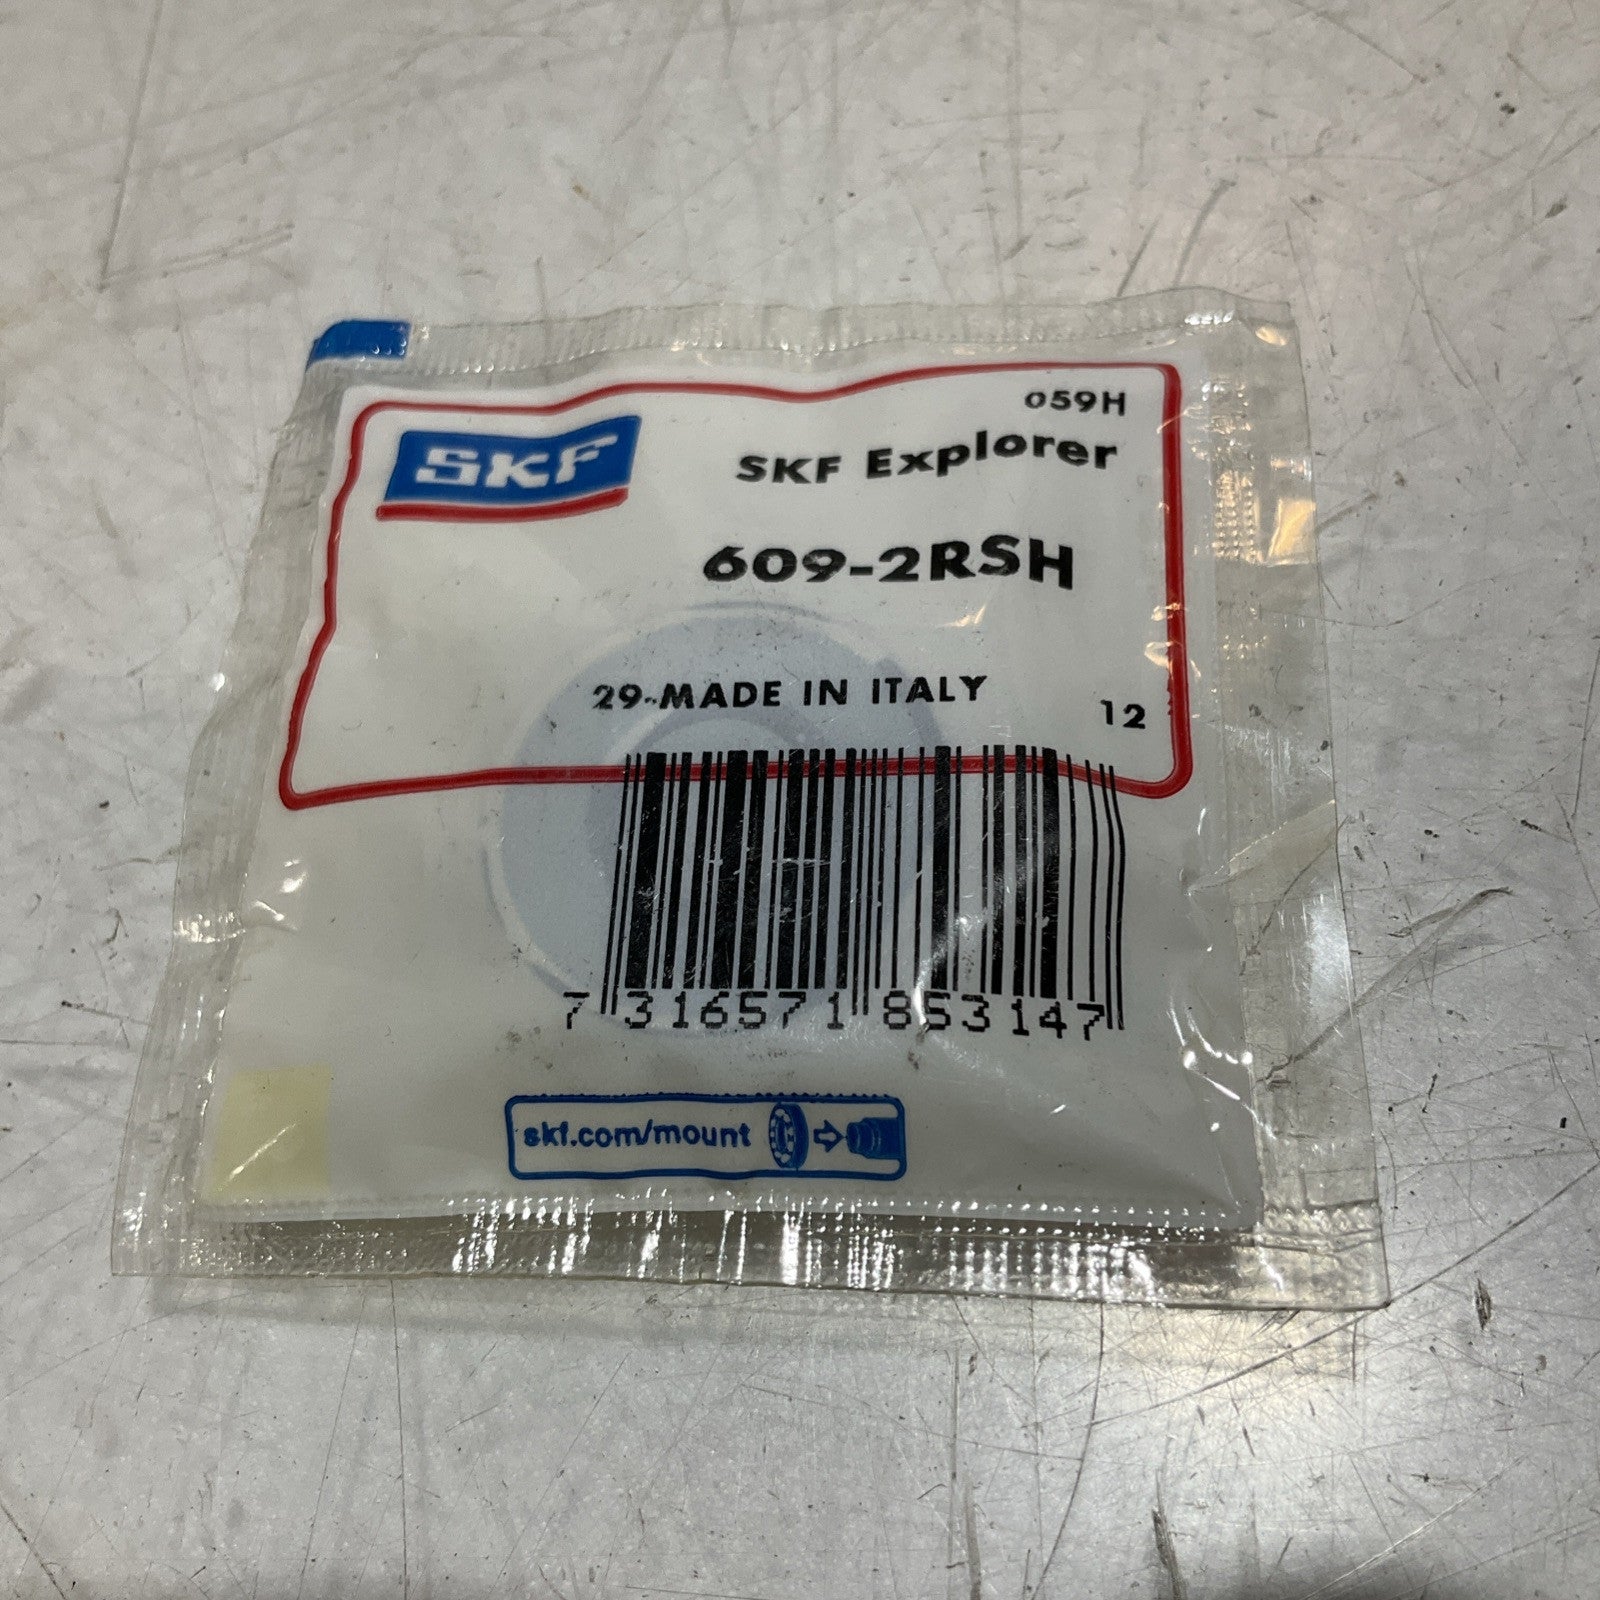 059H
SKF
SKF Explorer
609-2RSH
29-MADE IN ITALY
12
7 316571 853147
skf.com/mount